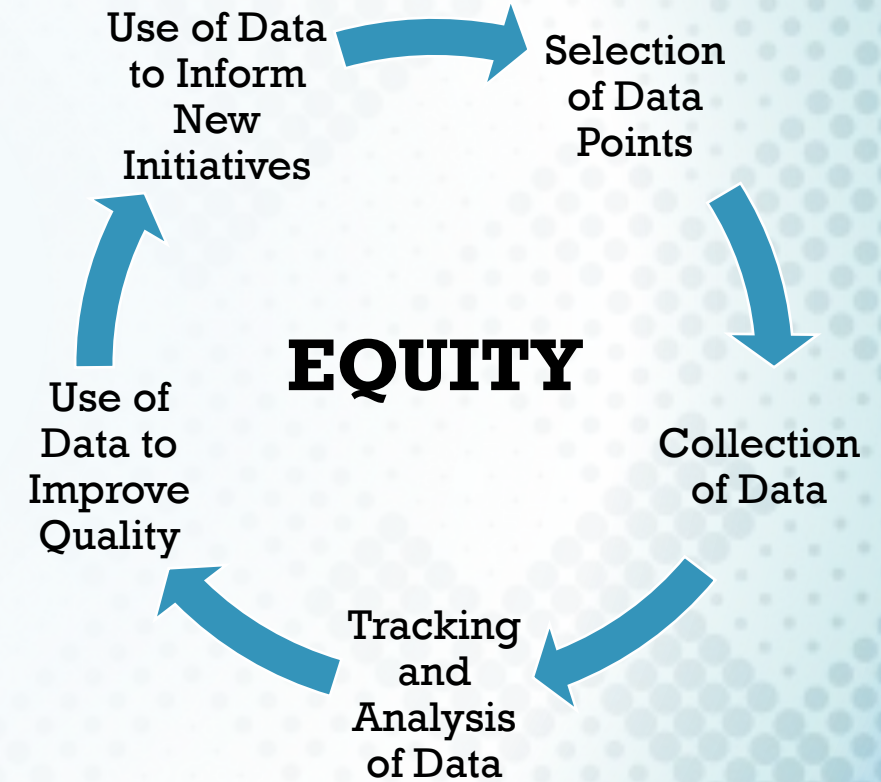 Use of Data
to Inform
New
Initiatives
Selection
of Data
Points
EQUITY
Collection
of Data
Tracking
and
Analysis
of Data
Use of
Data to
Improve
Quality